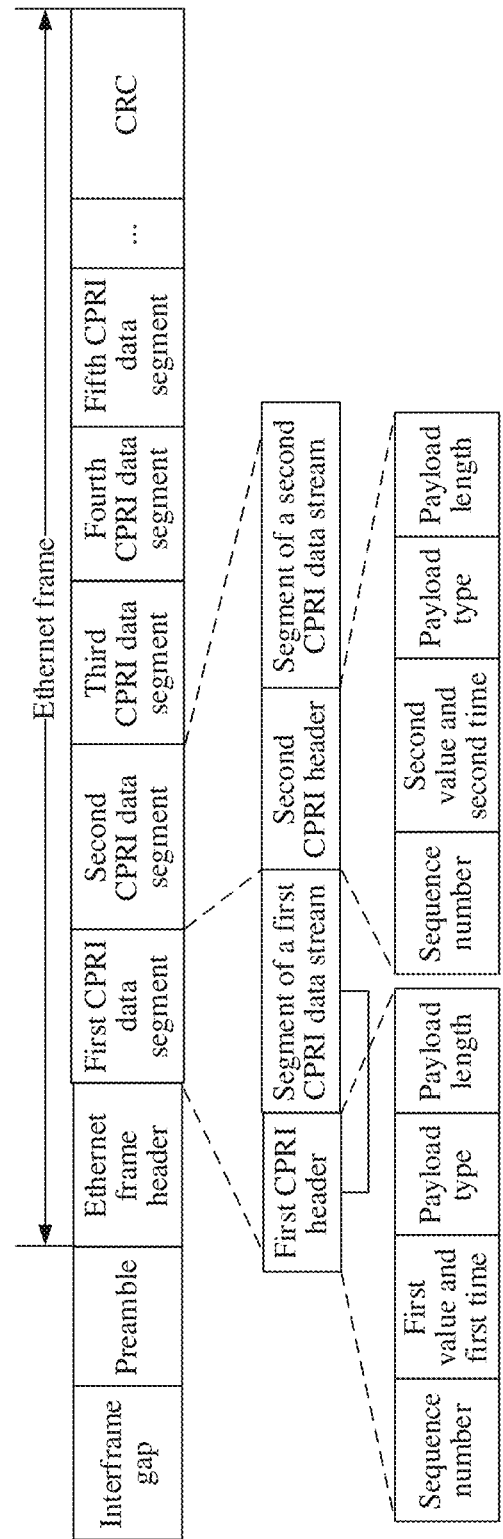 Ethernet frame
Interframe
gap
Preamble
Ethernet
frame
header
First CPRI
data
segment
Second
CPRI data
segment
Third
CPRI data
segment
Fourth
CPRI data
segment
Fifth CPRI
data
segment
...
CRC
First CPRI
header
Segment of a first
CPRI data stream
Second
CPRI header
Segment of a second
CPRI data stream
Sequence
number
First
value and
first time
Payload
type
Payload
length
Sequence
number
Second
value and
second time
Payload
type
Payload
length